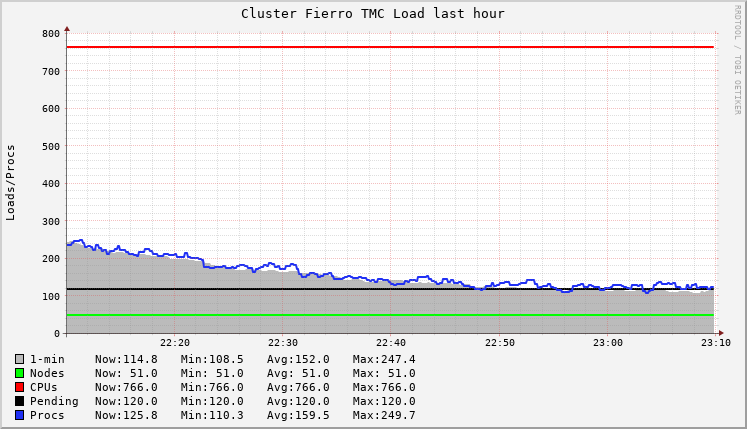 Cluster Fierro TMC Load last hour
RRDTOOL / TOBI OETIKER
Loads/Procs
800
700
600
500
400
300
200
100
0
22:20 22:30 22:40 22:50 23:00 23:10
1-min Now:114.8 Min:108.5 Avg:152.0 Max:247.4
Nodes Now: 51.0 Min: 51.0 Avg: 51.0 Max: 51.0
CPUs Now:766.0 Min:766.0 Avg:766.0 Max:766.0
Pending Now:120.0 Min:120.0 Avg:120.0 Max:120.0
Procs Now:125.8 Min:110.3 Avg:159.5 Max:249.7